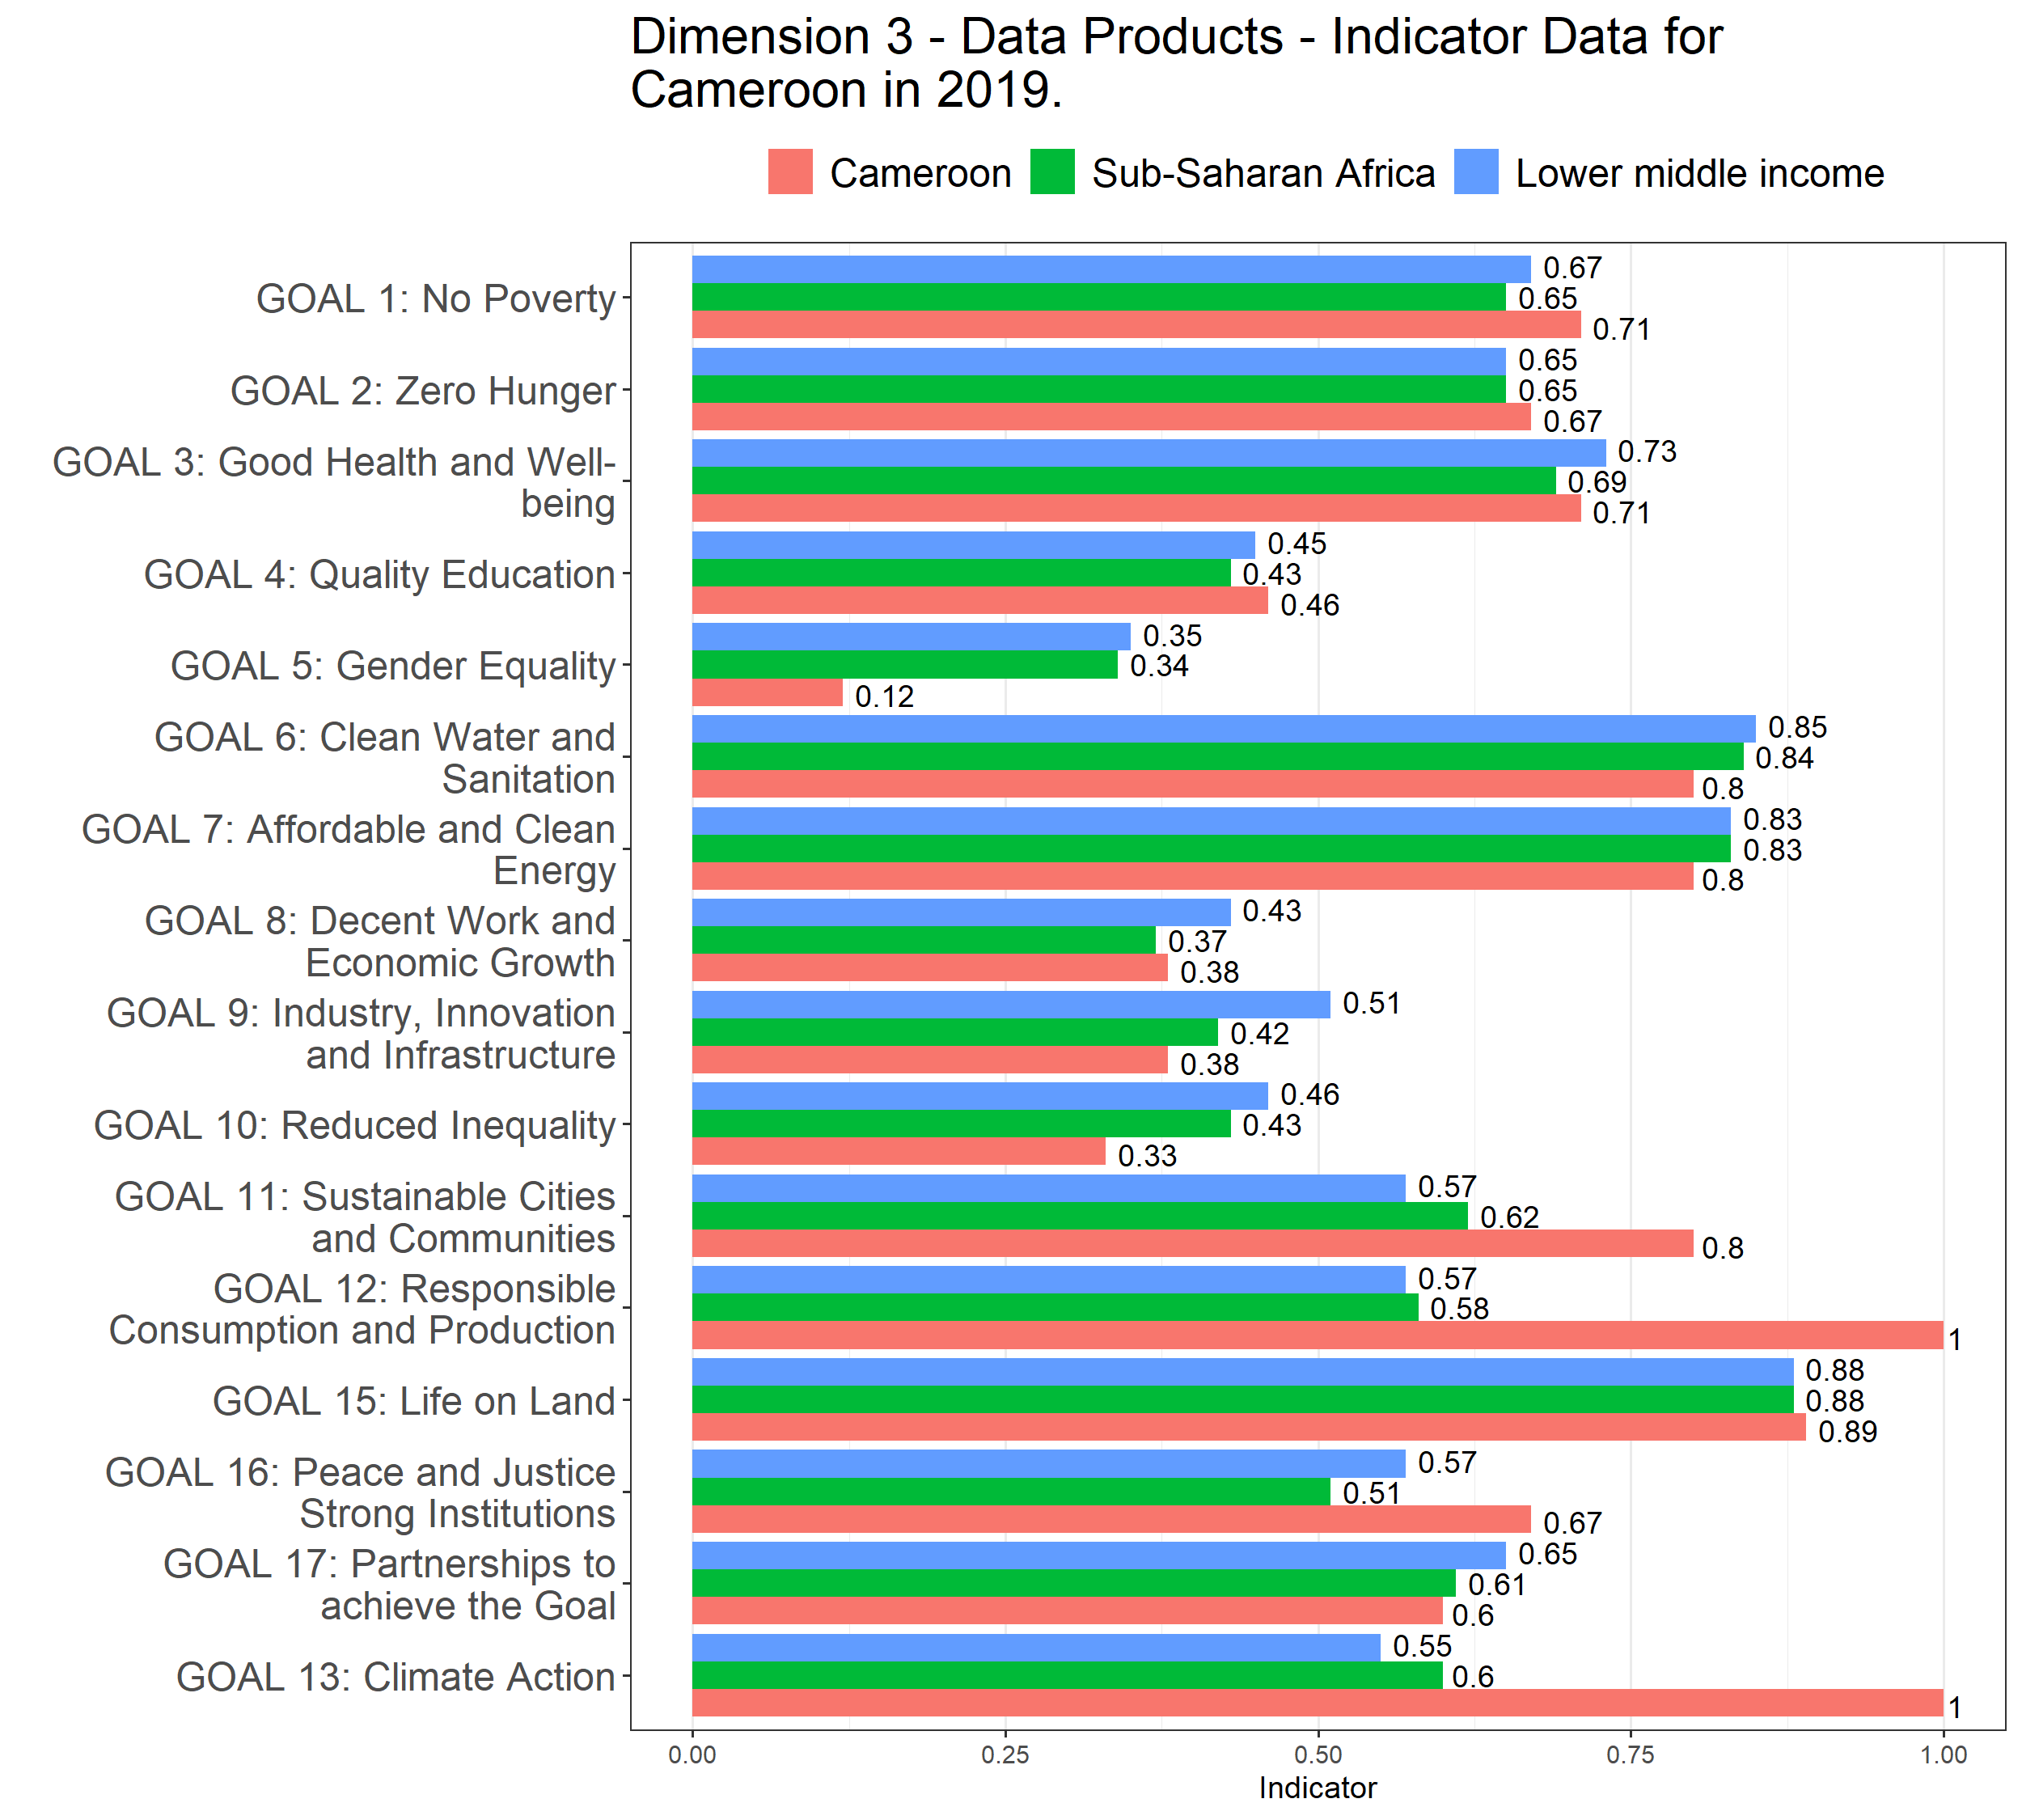 Dimension 3 - Data Products - Indicator Data for
Cameroon in 2019.
Cameroon Sub-Saharan Africa Lower middle income
GOAL 1: No Poverty
0.67
0.65
0.71
GOAL 2: Zero Hunger
0.65
0.65
0.67
GOAL 3: Good Health and Well-
being
0.73
0.69
0.71
GOAL 4: Quality Education
0.45
0.43
0.46
GOAL 5: Gender Equality
0.35
0.34
0.12
GOAL 6: Clean Water and
Sanitation
0.85
0.84
0.8
GOAL 7: Affordable and Clean
Energy
0.83
0.83
0.8
GOAL 8: Decent Work and
Economic Growth
0.43
0.37
0.38
GOAL 9: Industry, Innovation
and Infrastructure
0.51
0.42
0.38
GOAL 10: Reduced Inequality
0.46
0.43
0.33
GOAL 11: Sustainable Cities
and Communities
0.57
0.62
0.8
GOAL 12: Responsible
Consumption and Production
0.57
0.58
1
GOAL 15: Life on Land
0.88
0.88
0.89
GOAL 16: Peace and Justice
Strong Institutions
0.57
0.51
0.67
GOAL 17: Partnerships to
achieve the Goal
0.65
0.61
0.6
GOAL 13: Climate Action
0.55
0.6
1
0.00 0.25 0.50 0.75 1.00
Indicator